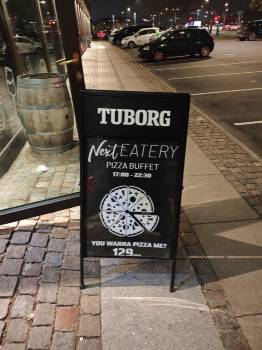 TUBORG
Next EATERY
PIZZA BUFFET
17:00 - 22:30
YOU WANNA PIZZA ME?
129